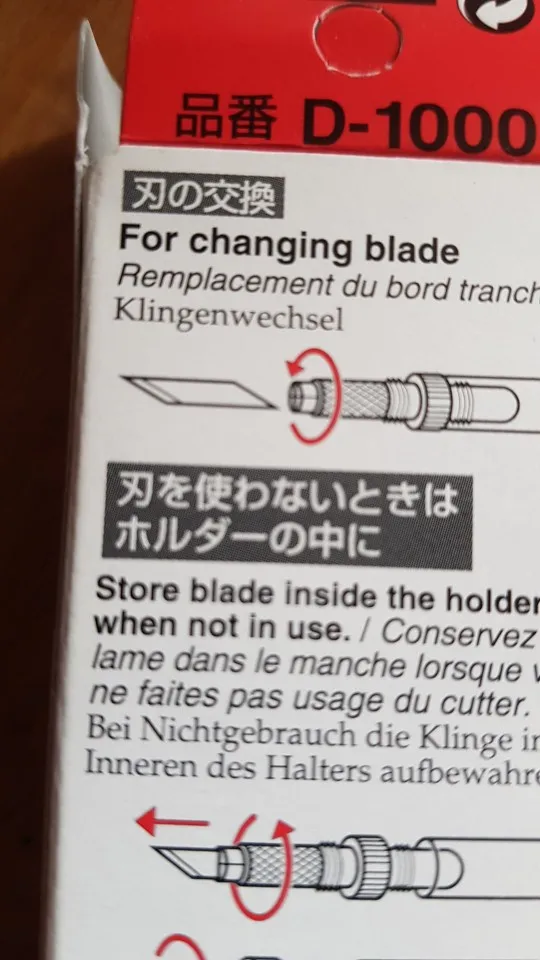 品番 D-1000
刃の交換
For changing blade
Remplacement du bord tranch
Klingenwechsel
刃を使わないときは
ホルダーの中に
Store blade inside the holder
when not in use. / Conservez
lame dans le manche lorsque v
ne faites pas usage du cutter.
Bei Nichtgebrauch die Klinge i
Inneren des Halters aufbewahre